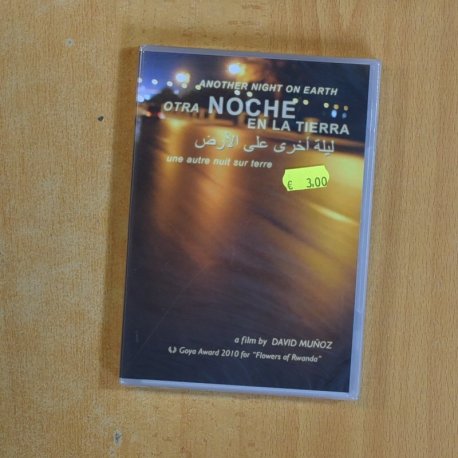 ANOTHER NIGHT ON EARTH
OTRA NOCHE
EN LA TIERRA
ليلة أخرى على الأرض
une autre nuit sur terre
€ 3.00
a film by DAVID MUÑOZ
Goya Award 2010 for "Flowers of Rwanda"